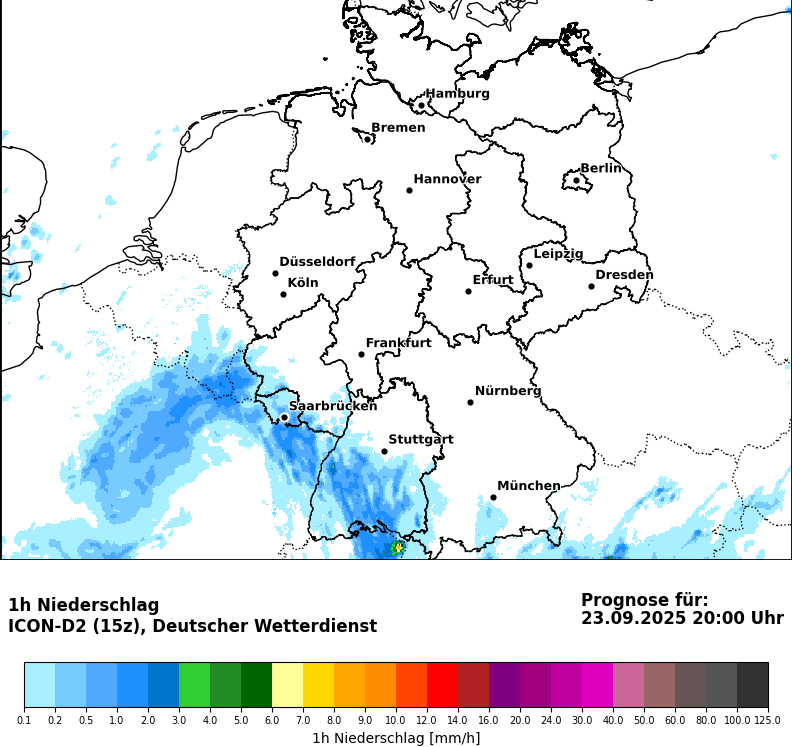 Hamburg
Bremen
Berlin
Hannover
Leipzig
Düsseldorf
Dresden
Köln
Erfurt
Frankfurt
Nürnberg
Saarbrücken
Stuttgart
München
1h Niederschlag
ICON-D2 (15z), Deutscher Wetterdienst
Prognose für:
23.09.2025 20:00 Uhr
0.1 0.2 0.5 1.0 2.0 3.0 4.0 5.0 6.0 7.0 8.0 9.0 10.0 12.0 14.0 16.0 20.0 24.0 30.0 40.0 50.0 60.0 80.0 100.0 125.0
1h Niederschlag [mm/h]